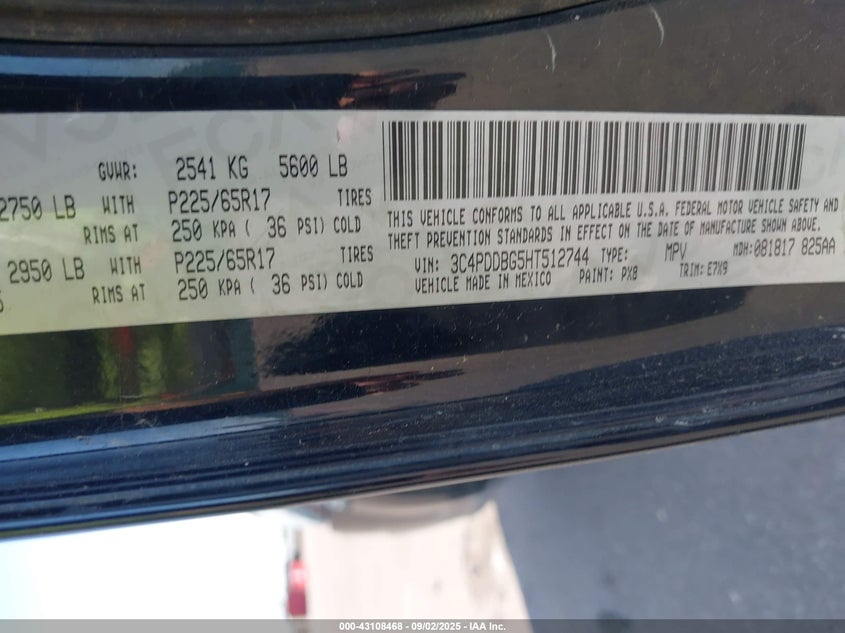 GVWR: 2541 KG 5600 LB
2750 LB WITH P225/65R17 TIRES
RIMS AT 250 KPA ( 36 PSI) COLD
2950 LB WITH P225/65R17 TIRES
RIMS AT 250 KPA ( 36 PSI) COLD
THIS VEHICLE CONFORMS TO ALL APPLICABLE U.S.A. FEDERAL MOTOR VEHICLE SAFETY AND
THEFT PREVENTION STANDARDS IN EFFECT ON THE DATE OF MANUFACTURE SHOWN ABOVE.
VIN: 3C4PDDBG5HT512744 TYPE: MPV MDH:081817 825AA
VEHICLE MADE IN MEXICO PAINT: PX8 TRIM: E7X9
000-43108468 - 09/02/2025 - IAA Inc.